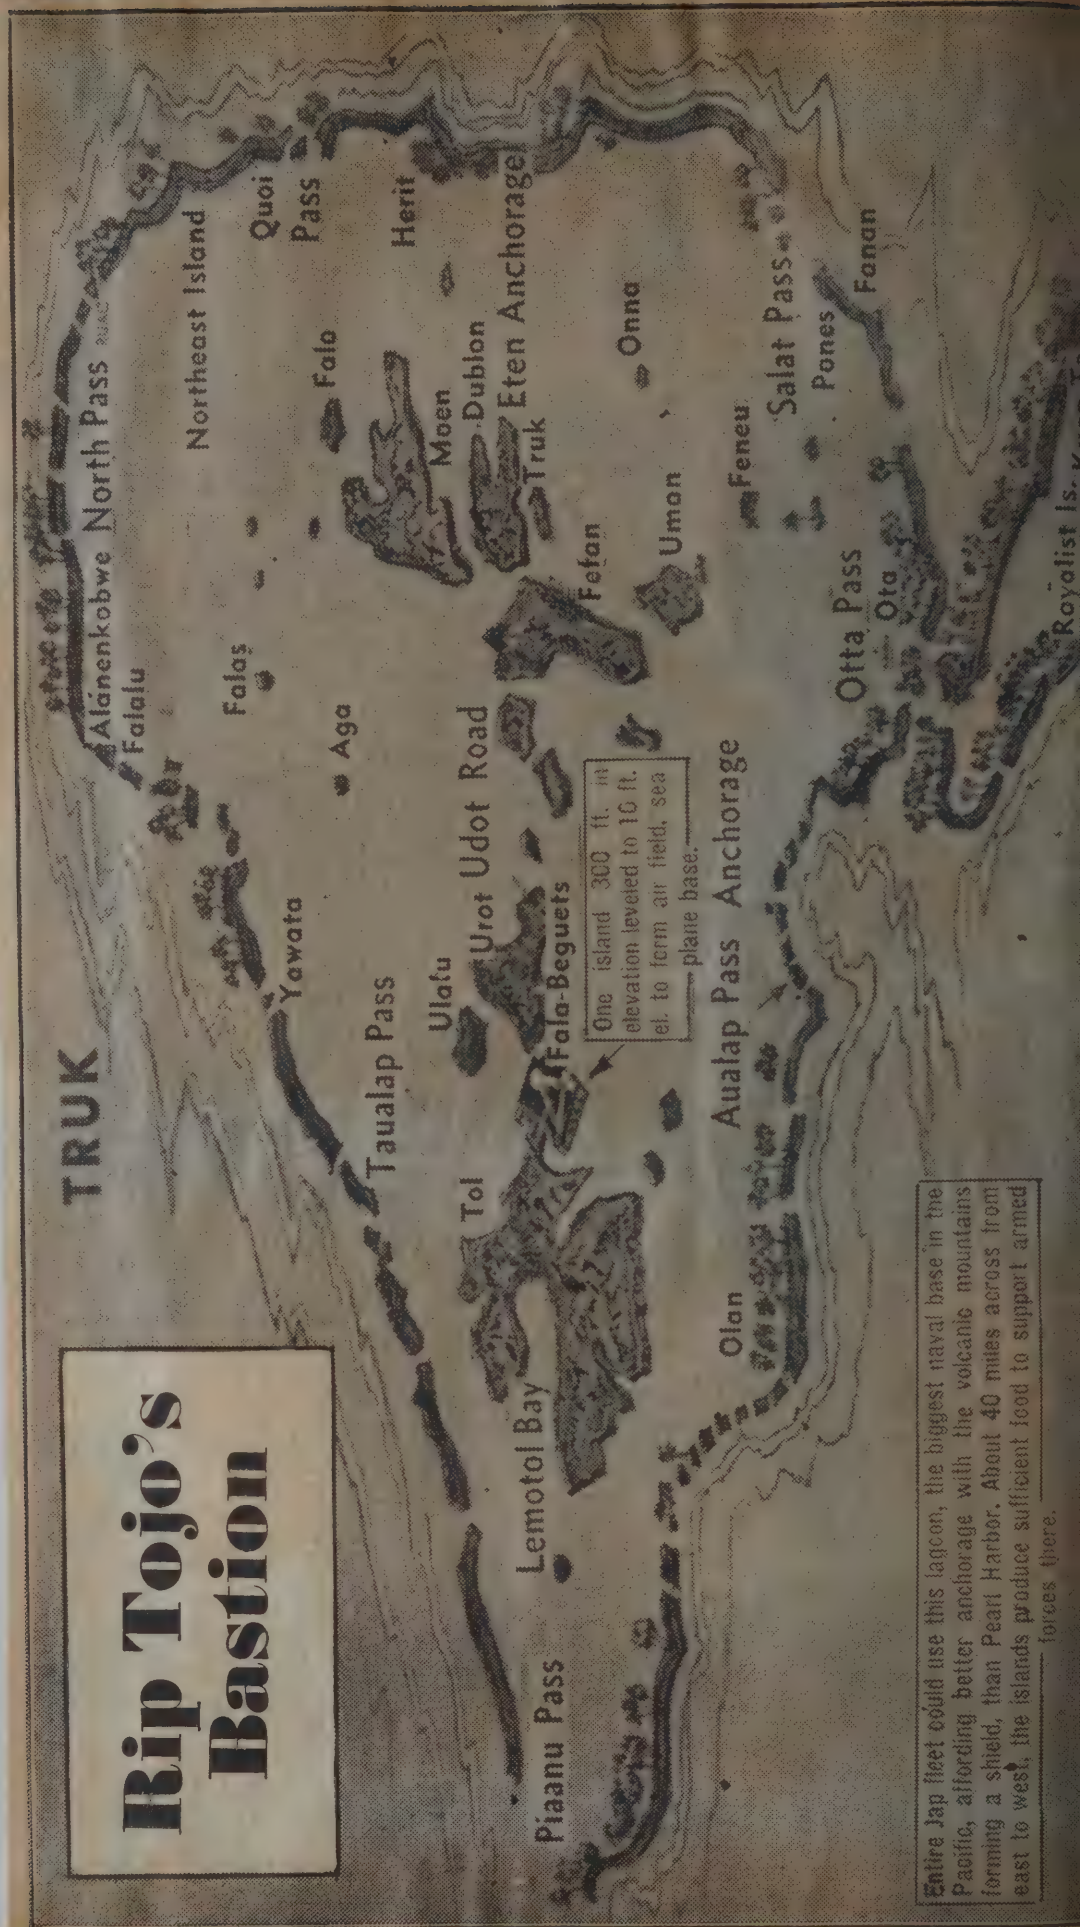 Rip Tojo's
Bastion
TRUK
Alanenkobwe North Pass
Falalu
Northeast Island
Quoi
Pass
Falas
Falo
Herit
Aga
Yawata
Moen
Dublon
Eten Anchorage
Truk
Taualap Pass
Ulalu
Urot Udot Road
Fefan
Onna
Tol
Fala-Beguets
Uman
One island 300 ft. in
elevation leveled to 10 ft.
el. to form air field, sea
plane base.
Feneu
Salat Pass
Pones
Fanan
Lemotol Bay
Aualap Pass Anchorage
Otta Pass
Ota
Olan
Piaanu Pass
Royalist Is.
Entire Jap fleet could use this lagoon, the biggest naval base in the
Pacific, affording better anchorage with the volcanic mountains
forming a shield, than Pearl Harbor. About 40 miles across from
east to west, the islands produce sufficient food to support armed
forces there.